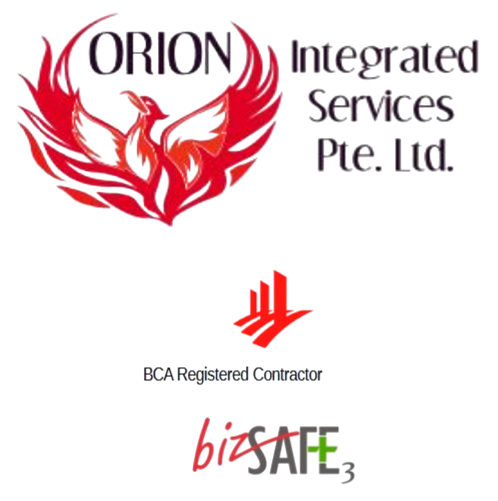 ORION Integrated
Services
Pte. Ltd.
BCA Registered Contractor
bizSAFE3